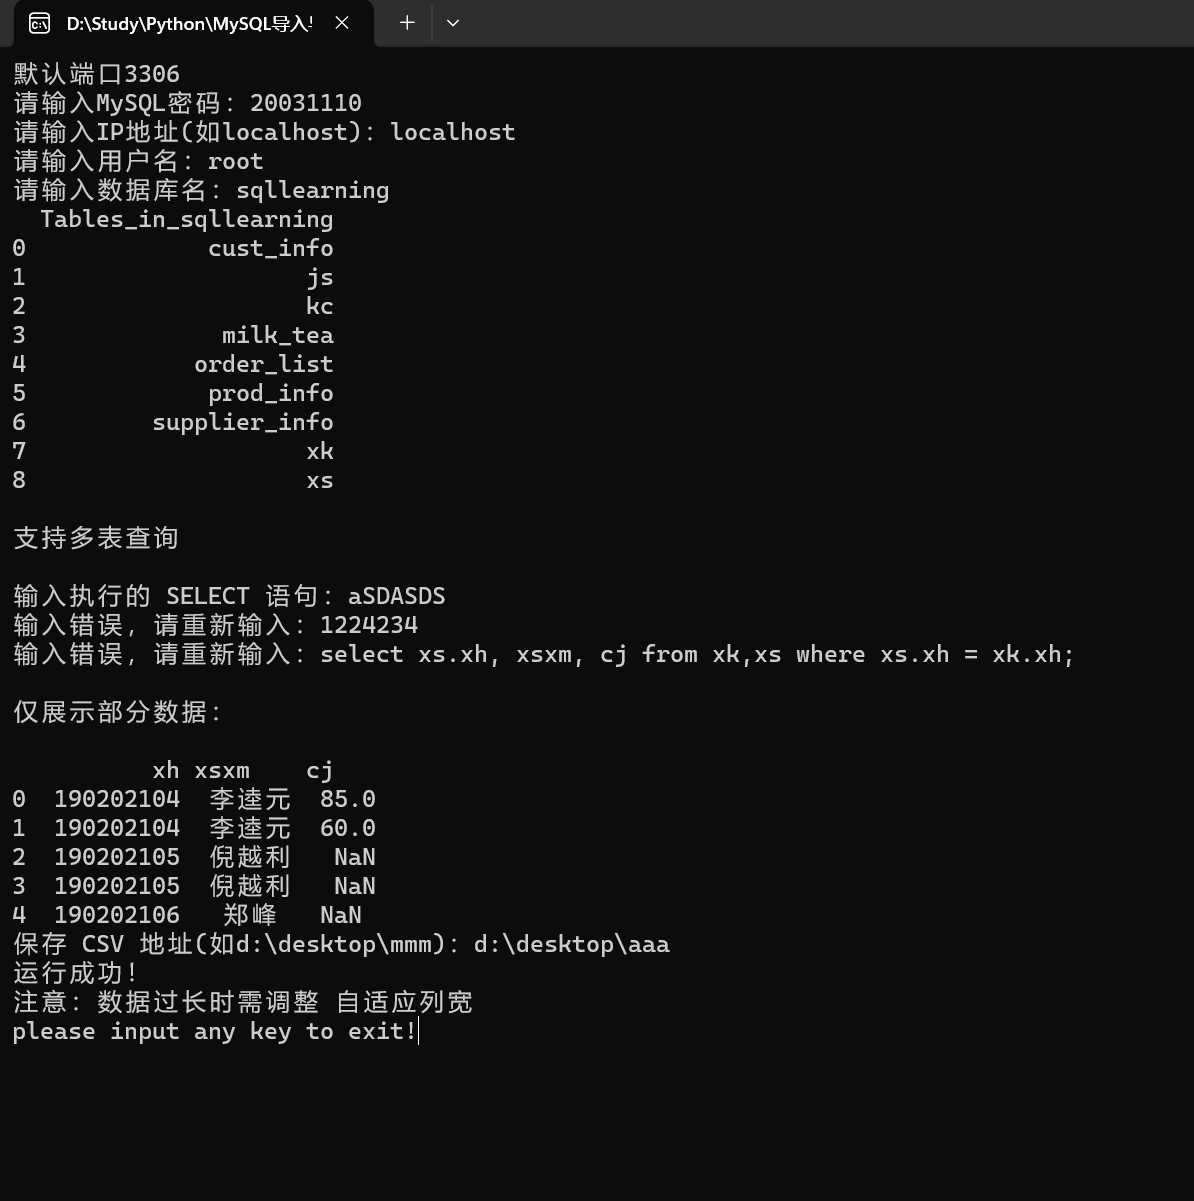 D:\Study\Python\MySQL导入
默认端口3306
请输入MySQL密码：20031110
请输入IP地址(如localhost)：localhost
请输入用户名：root
请输入数据库名：sqllearning
Tables_in_sqllearning
0 cust_info
1 js
2 kc
3 milk_tea
4 order_list
5 prod_info
6 supplier_info
7 xk
8 xs
支持多表查询
输入执行的 SELECT 语句：aSDASDS
输入错误，请重新输入：1224234
输入错误，请重新输入：select xs.xh, xsxm, cj from xk,xs where xs.xh = xk.xh;
仅展示部分数据：
xh xsxm cj
0 190202104 李逵元 85.0
1 190202104 李逵元 60.0
2 190202105 倪越利 NaN
3 190202105 倪越利 NaN
4 190202106 郑峰 NaN
保存 CSV 地址(如d:\desktop\mmm)：d:\desktop\aaa
运行成功！
注意：数据过长时需调整 自适应列宽
please input any key to exit!